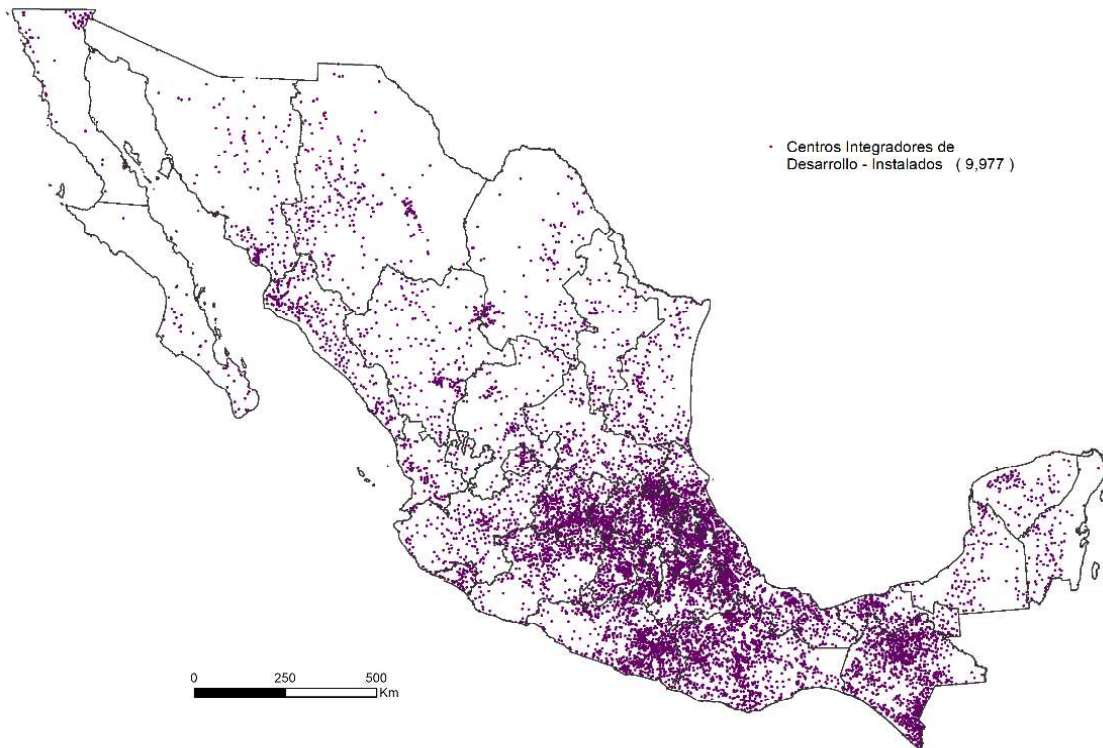 Centros Integradores de
Desarrollo - Instalados ( 9,977 )
0 250 500
Km